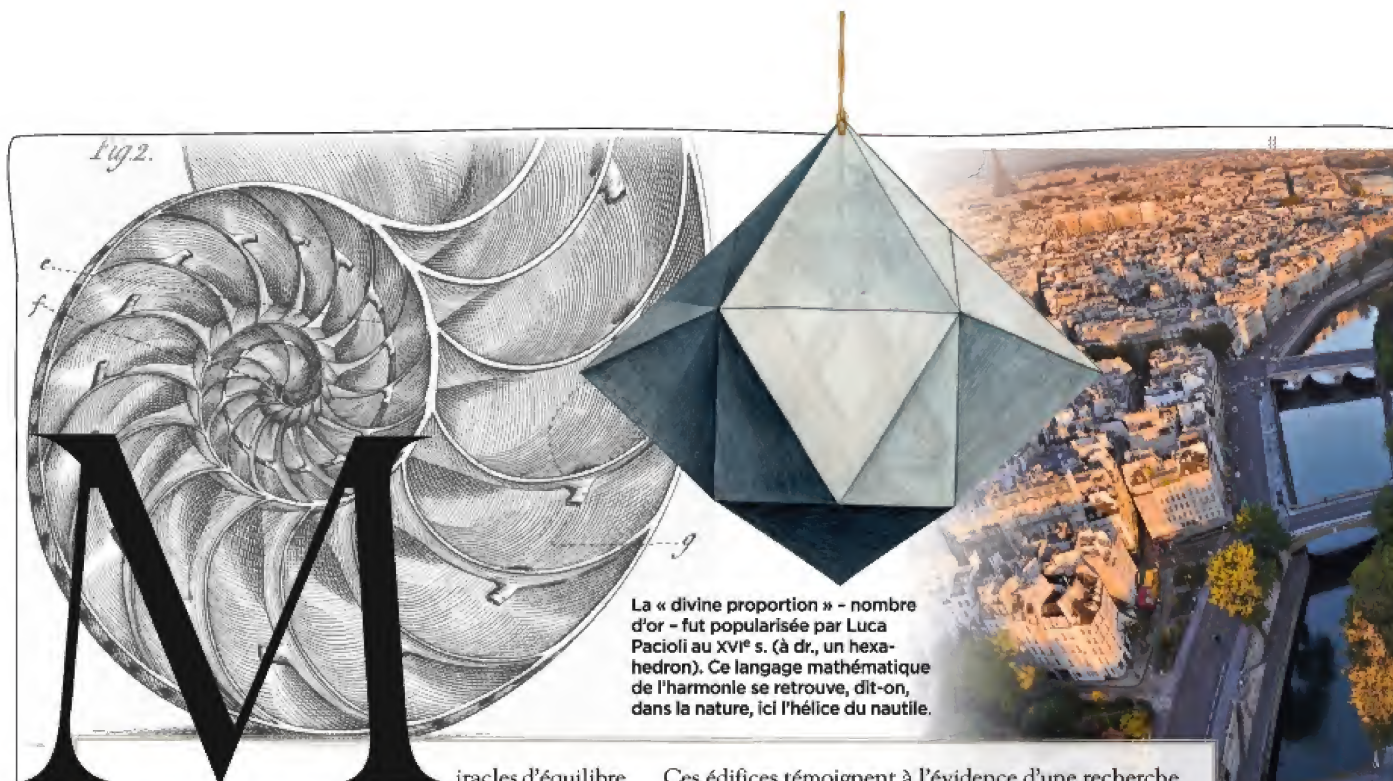 Fig.2.
e
f
g
La « divine proportion » - nombre
d'or - fut popularisée par Luca
Pacioli au XVIᵉ s. (à dr., un hexa-
hedron). Ce langage mathématique
de l'harmonie se retrouve, dit-on,
dans la nature, ici l'hélice du nautile.
Miracles d'équilibre
Ces édifices témoignent à l'évidence d'une recherche